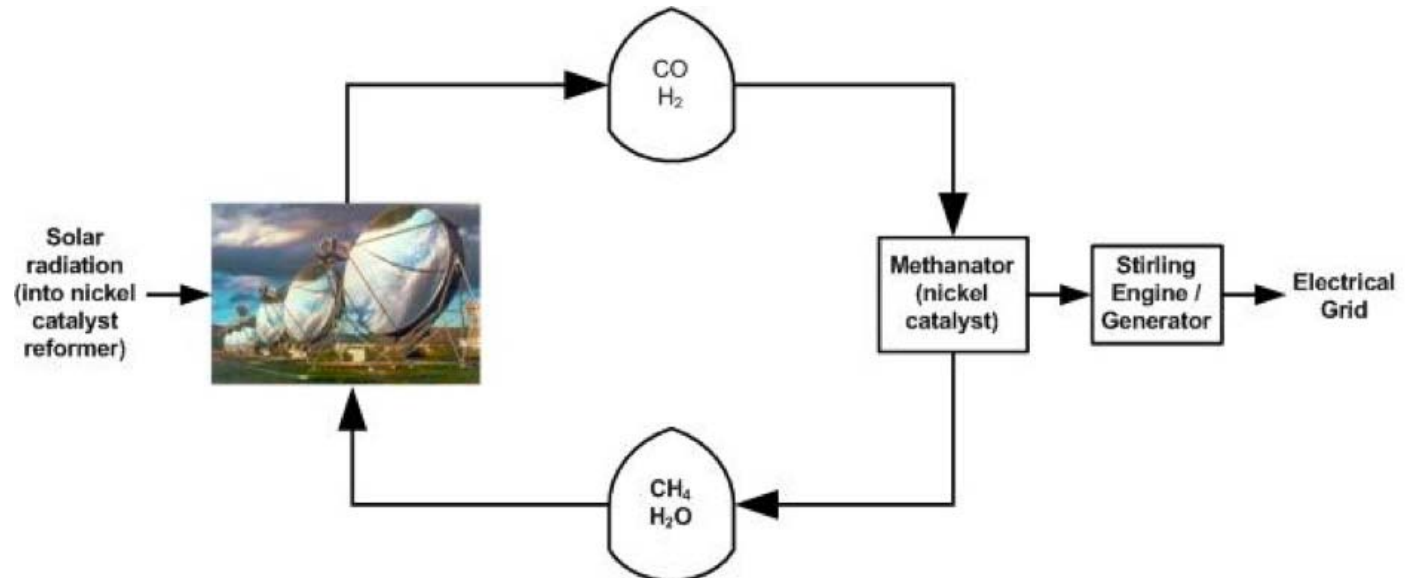 CO
H₂
Solar
radiation
(into nickel
catalyst
reformer)
Methanator
(nickel
catalyst)
Stirling
Engine /
Generator
Electrical
Grid
CH₄
H₂O